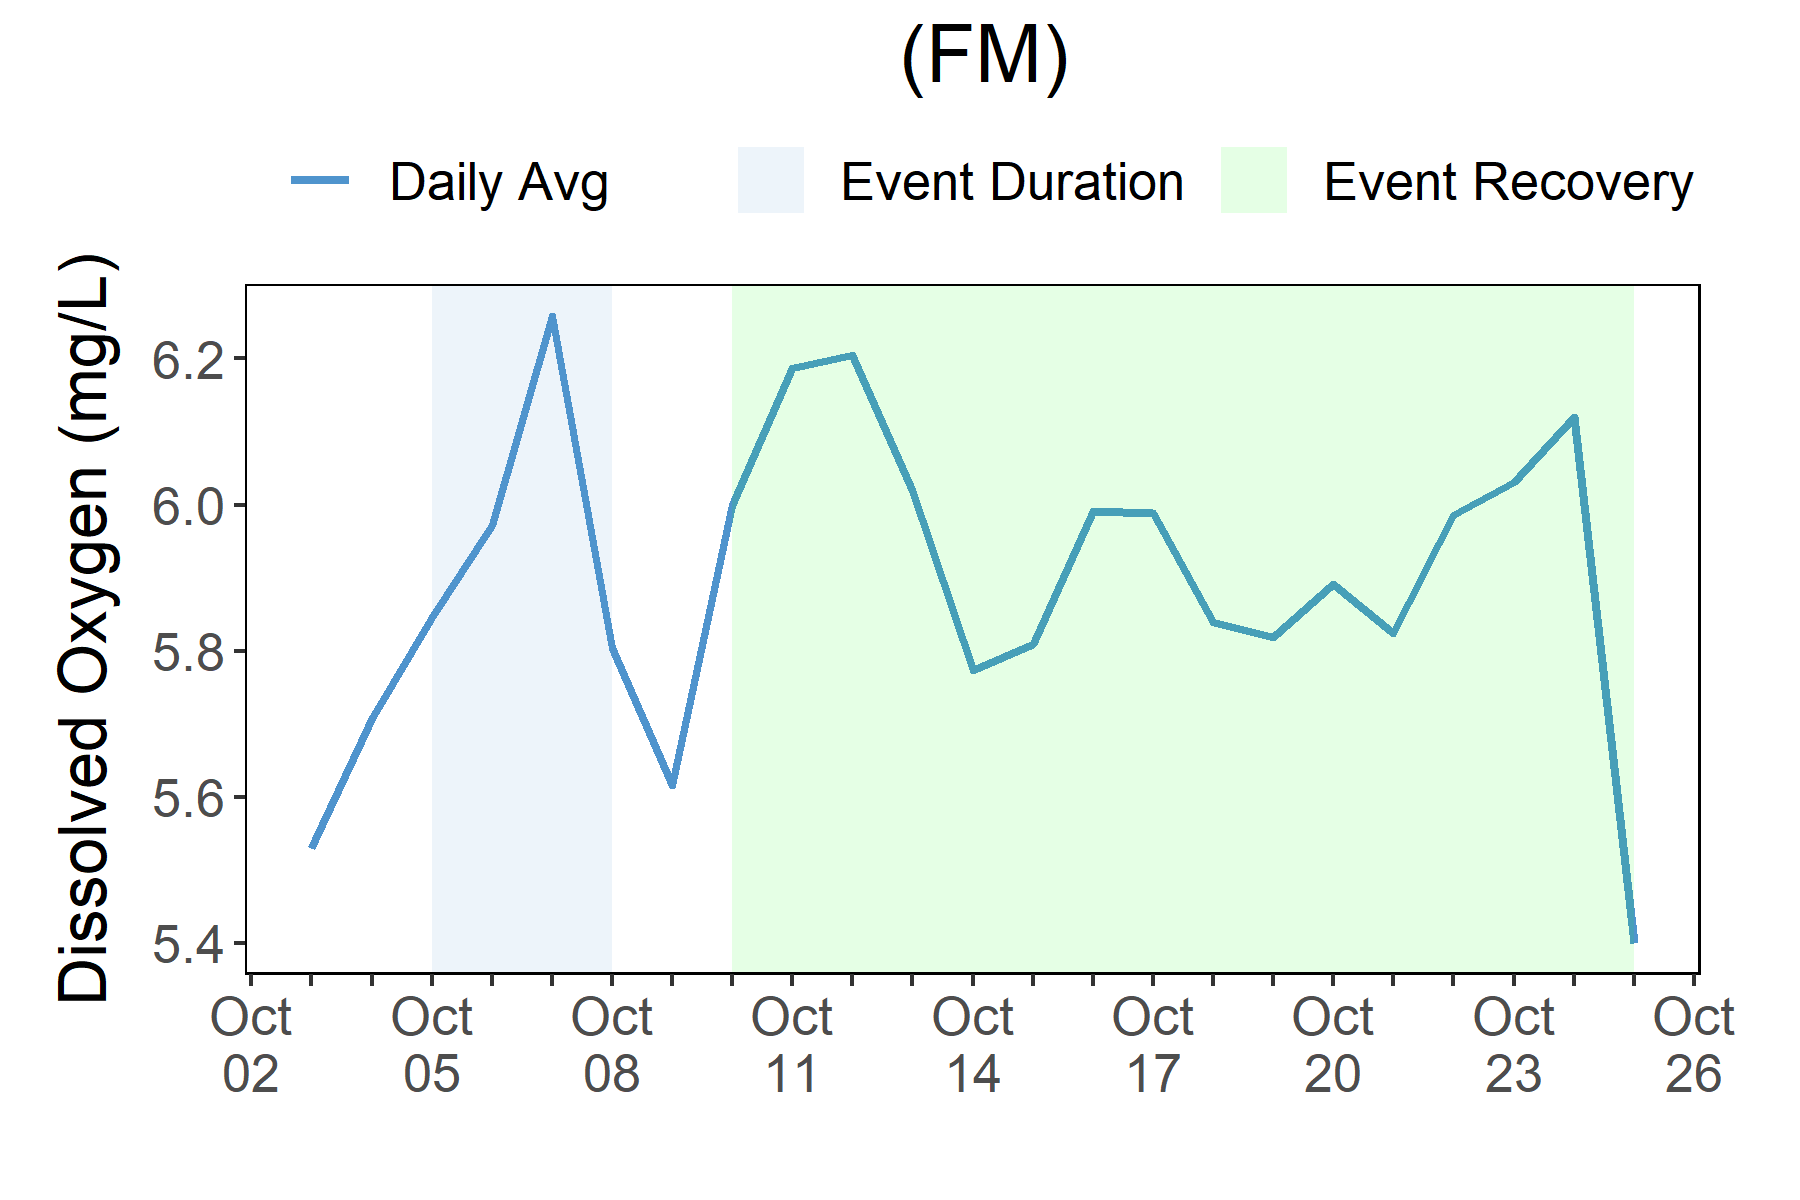 (FM)
Daily Avg Event Duration Event Recovery
Dissolved Oxygen (mg/L)
6.2
6.0
5.8
5.6
5.4
Oct Oct Oct Oct Oct Oct Oct Oct Oct
02 05 08 11 14 17 20 23 26